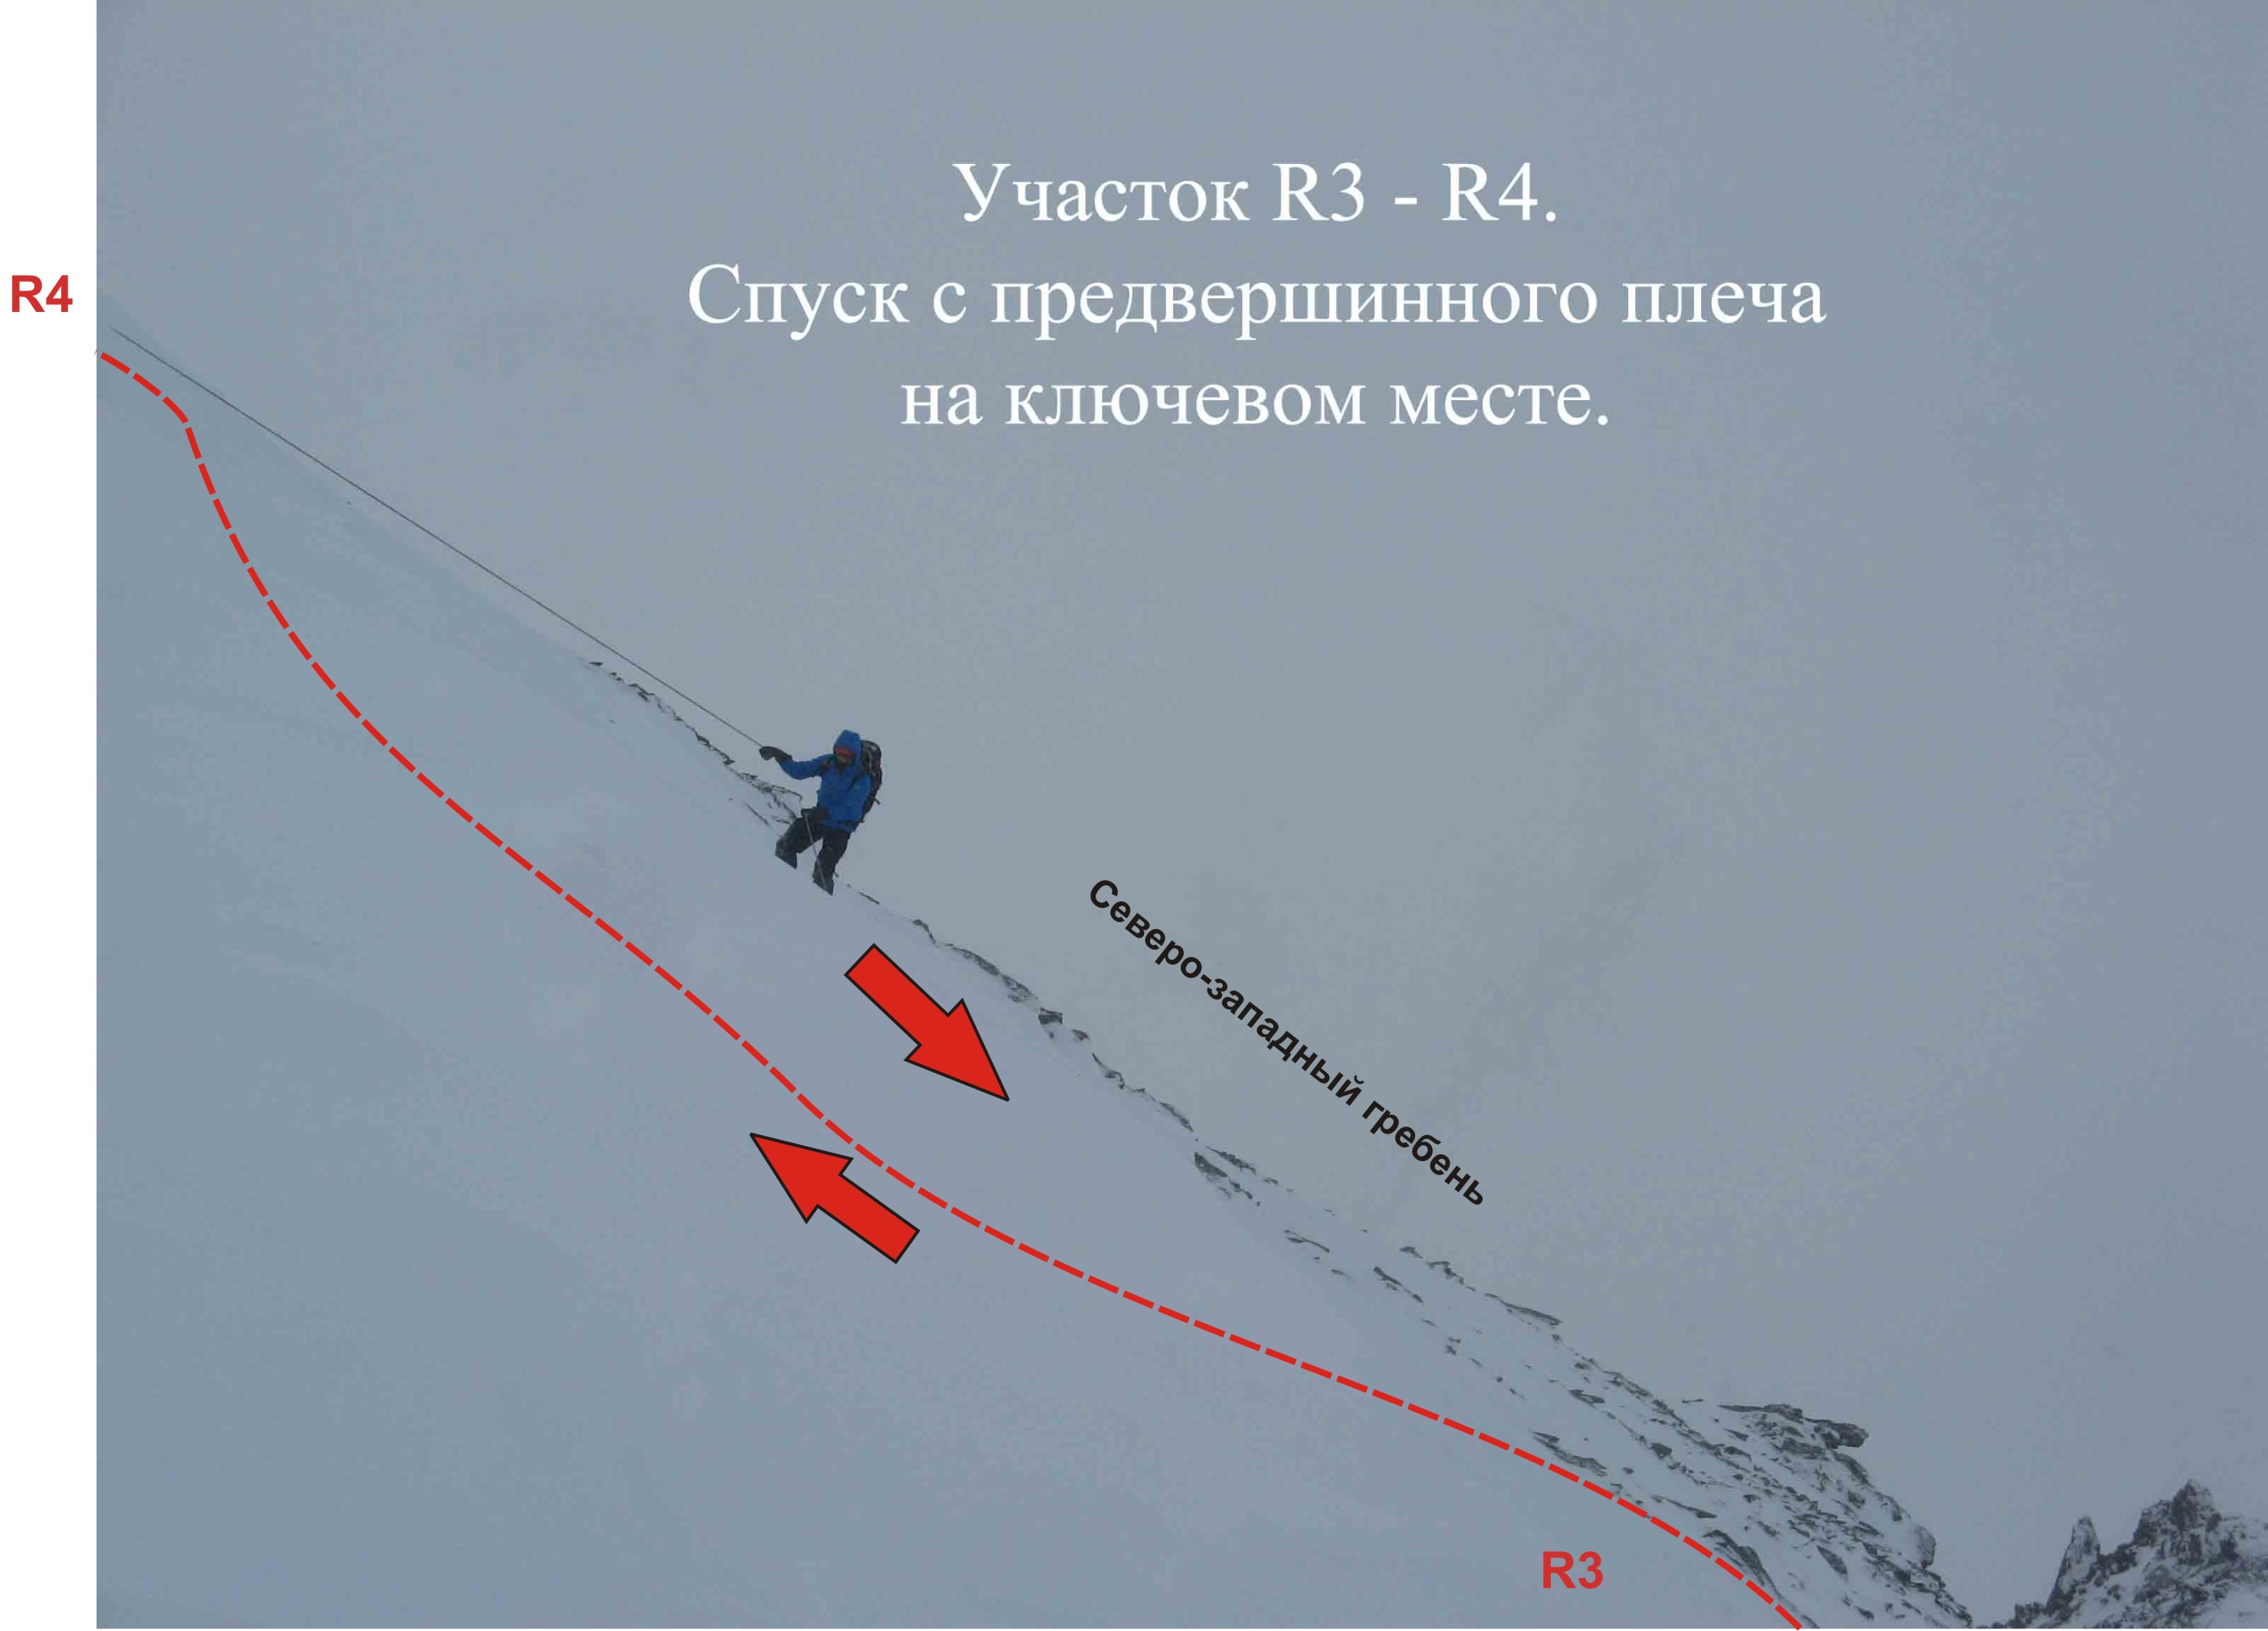 Участок R3 - R4.
Спуск с предвершинного плеча
на ключевом месте.
R4
Северо-западный гребень
R3